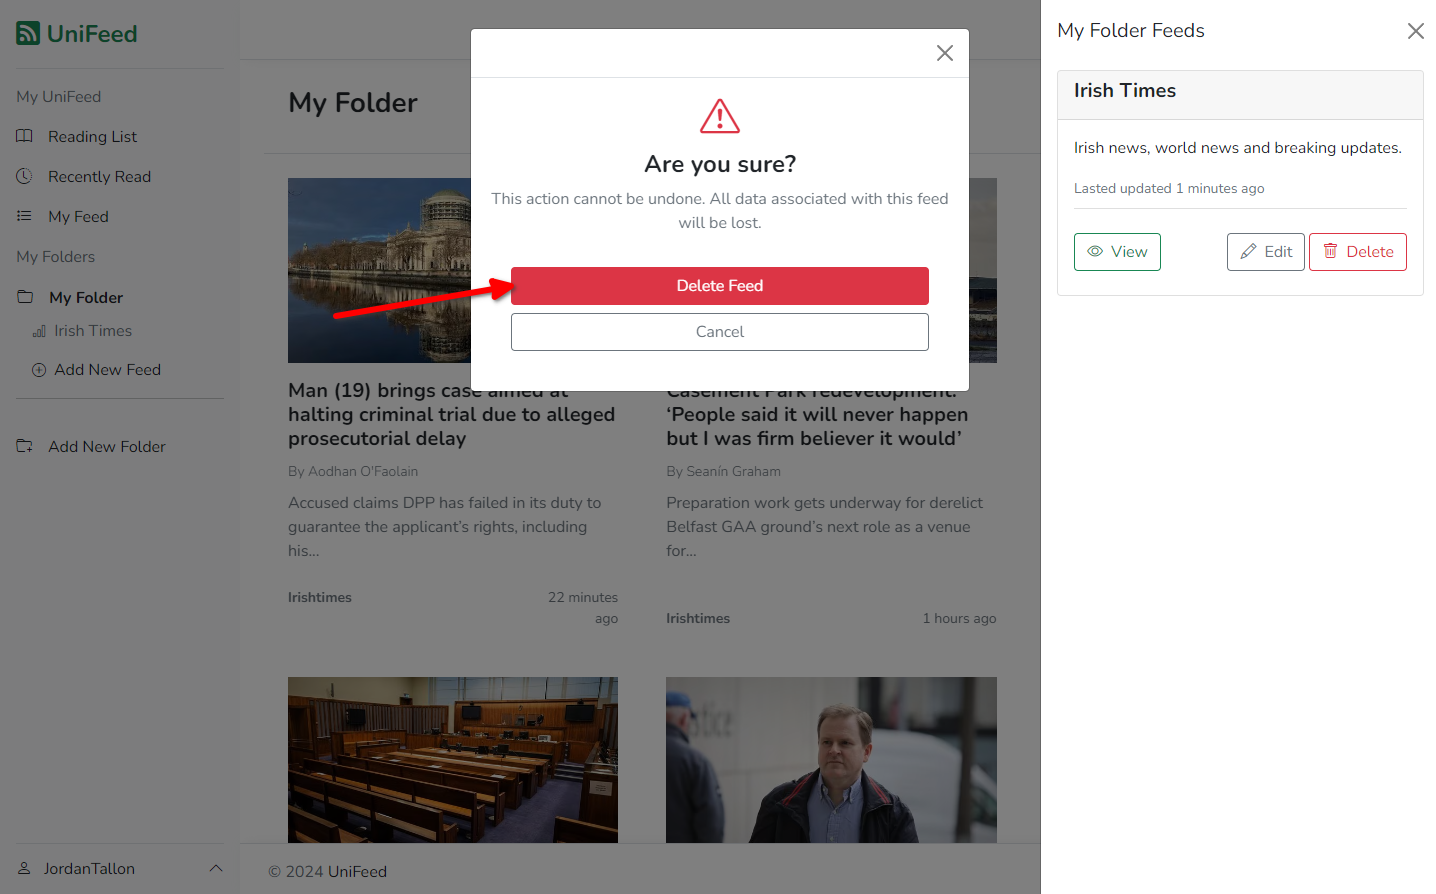 UniFeed
My UniFeed
Reading List
Recently Read
My Feed
My Folders
My Folder
Irish Times
Add New Feed
Add New Folder
JordanTallon
My Folder
Man (19) brings case aimed at
halting criminal trial due to alleged
prosecutorial delay
By Aodhan O'Faolain
Accused claims DPP has failed in its duty to
guarantee the applicant's rights, including
his...
Irishtimes
22 minutes
ago
Casement Park redevelopment:
‘People said it will never happen
but I was firm believer it would’
By Seanín Graham
Preparation work gets underway for derelict
Belfast GAA ground's next role as a venue
for...
Irishtimes
1 hours ago
© 2024 UniFeed
Are you sure?
This action cannot be undone. All data associated with this feed
will be lost.
Delete Feed
Cancel
My Folder Feeds
Irish Times
Irish news, world news and breaking updates.
Last updated 1 minutes ago
View
Edit
Delete